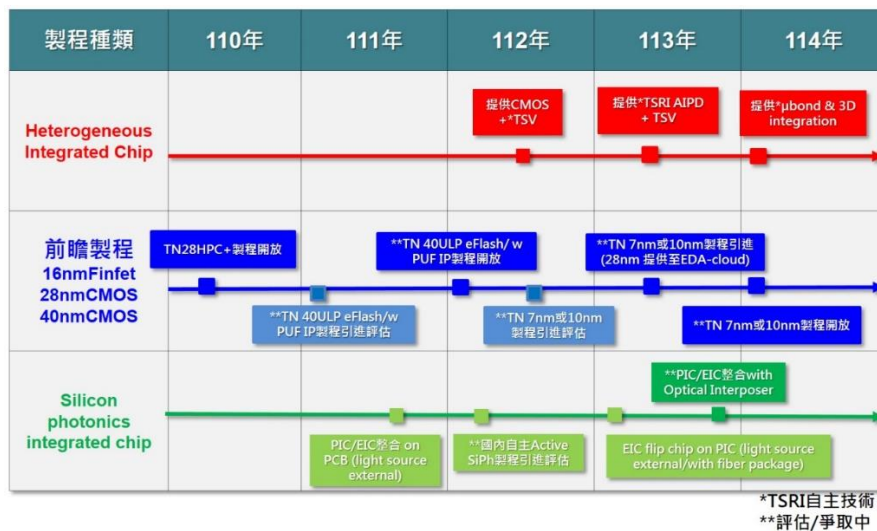 製程種類 110年 111年 112年 113年 114年
Heterogeneous
Integrated Chip
提供CMOS
+*TSV
提供*TSRI AIPD
+ TSV
提供*μbond & 3D
integration
前瞻製程
16nmFinfet
28nmCMOS
40nmCMOS
TN28HPC+製程開放
**TN 40ULP eFlash/ w
PUF IP製程開放
**TN 7nm或10nm製程引進
(28nm 提供至EDA-cloud)
**TN 40ULP eFlash/w
PUF IP製程引進評估
**TN 7nm或10nm
製程引進評估
**TN 7nm或10nm製程開放
Silicon
photonics
integrated chip
**PIC/EIC整合with
Optical Interposer
PIC/EIC整合 on
PCB (light source
external)
**國內自主Active
SiPh製程引進評估
EIC flip chip on PIC (light source
external/with fiber package)
*TSRI自主技術
**評估/爭取中